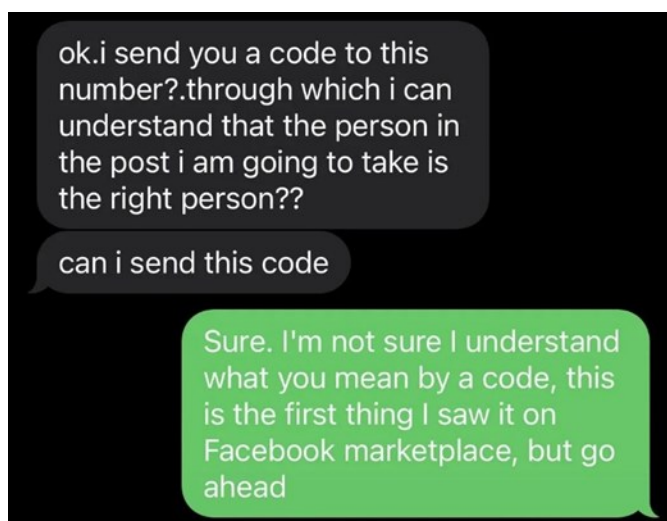 ok.i send you a code to this
number?.through which i can
understand that the person in
the post i am going to take is
the right person??
can i send this code
Sure. I'm not sure I understand
what you mean by a code, this
is the first thing I saw it on
Facebook marketplace, but go
ahead